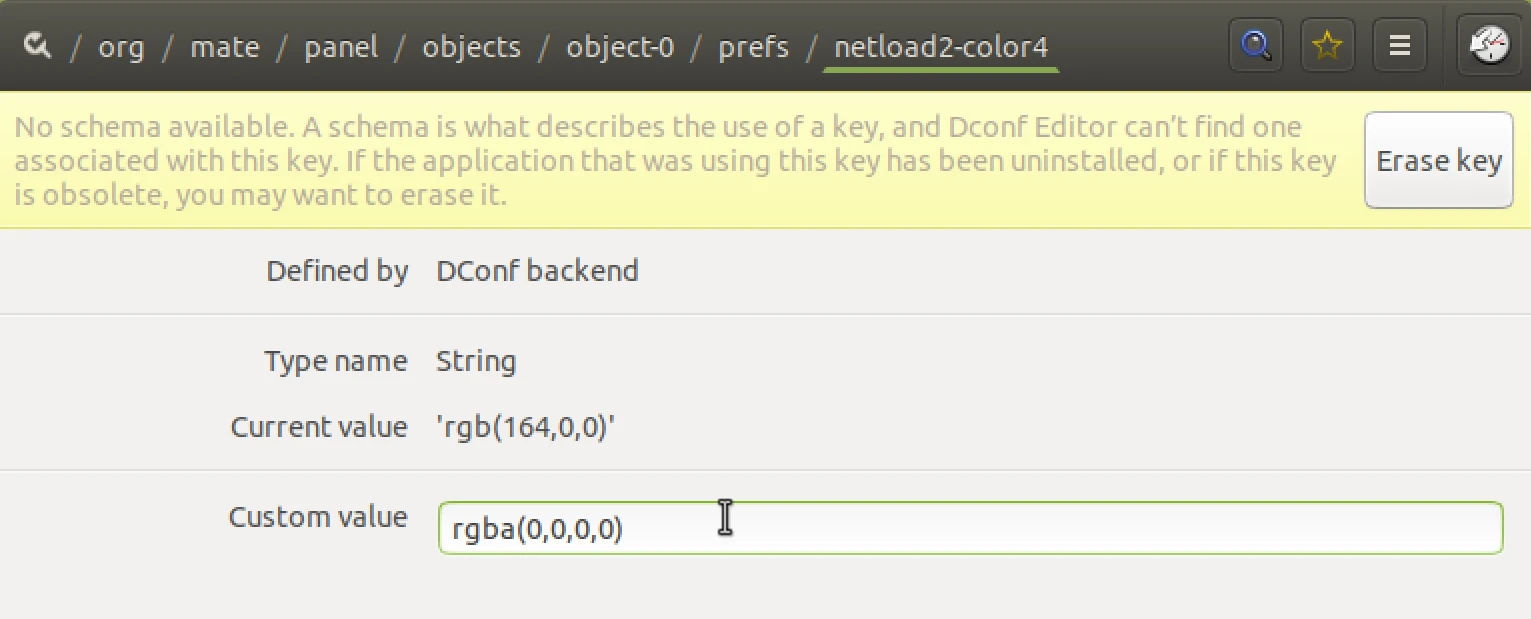 / org / mate / panel / objects / object-0 / prefs / netload2-color4
No schema available. A schema is what describes the use of a key, and Dconf Editor can’t find one
associated with this key. If the application that was using this key has been uninstalled, or if this key
is obsolete, you may want to erase it.
Erase key
Defined by DConf backend
Type name String
Current value 'rgb(164,0,0)'
Custom value rgba(0,0,0,0)